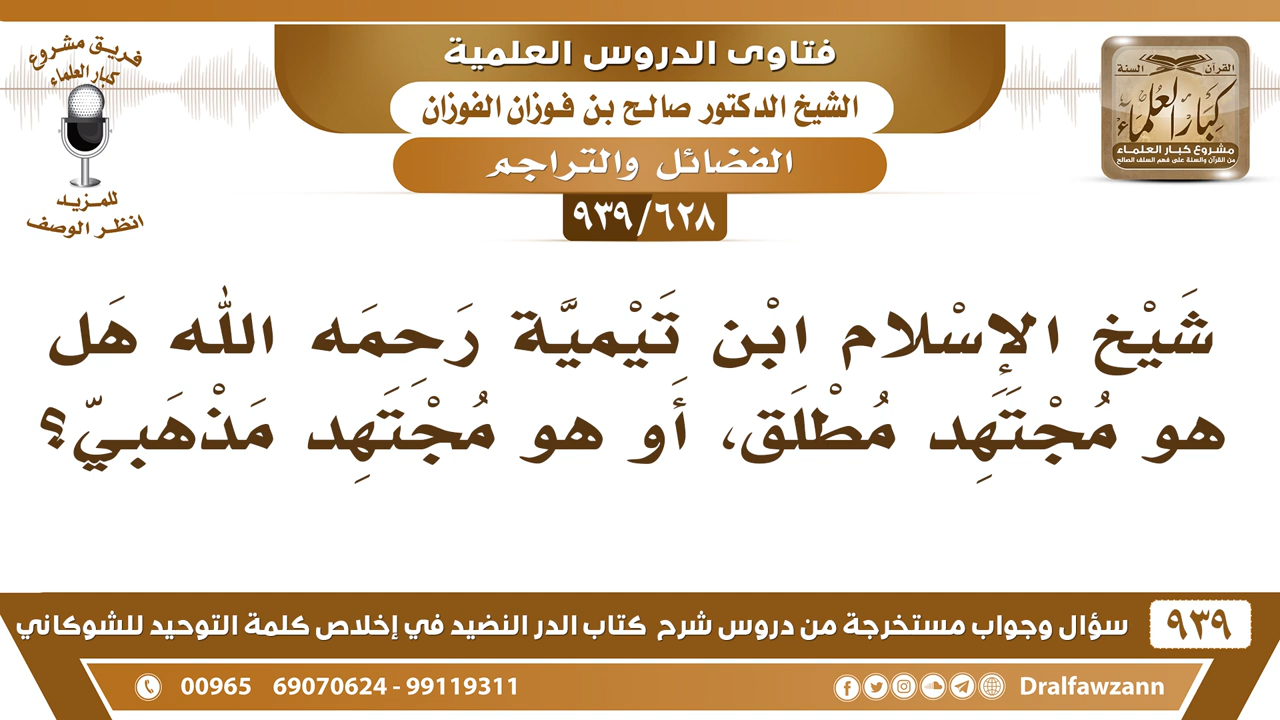 فتاوى الدروس العلمية
الشيخ الدكتور صالح بن فوزان الفوزان
الفضائل والتراجم
٦٢٨/ ٩٣٩
القرآن السنة
كبار العلماء
مشروع كبار العلماء
من القرآن والسنة على فهم السلف الصالح
فريق مشروع
كبار العلماء
للمزيد
انظر الوصف
شَيْخ الإِسْلام ابْن تَيْميَّة رَحمَه الله هَل
هو مُجْتَهِد مُطْلَق، أَو هو مُجْتَهِد مَذْهَبيّ؟
٩٣٩ سؤال وجواب مستخرجة من دروس شرح كتاب الدر النضيد في إخلاص كلمة التوحيد للشوكاني
00965 69070624 - 99119311
Dralfawzann